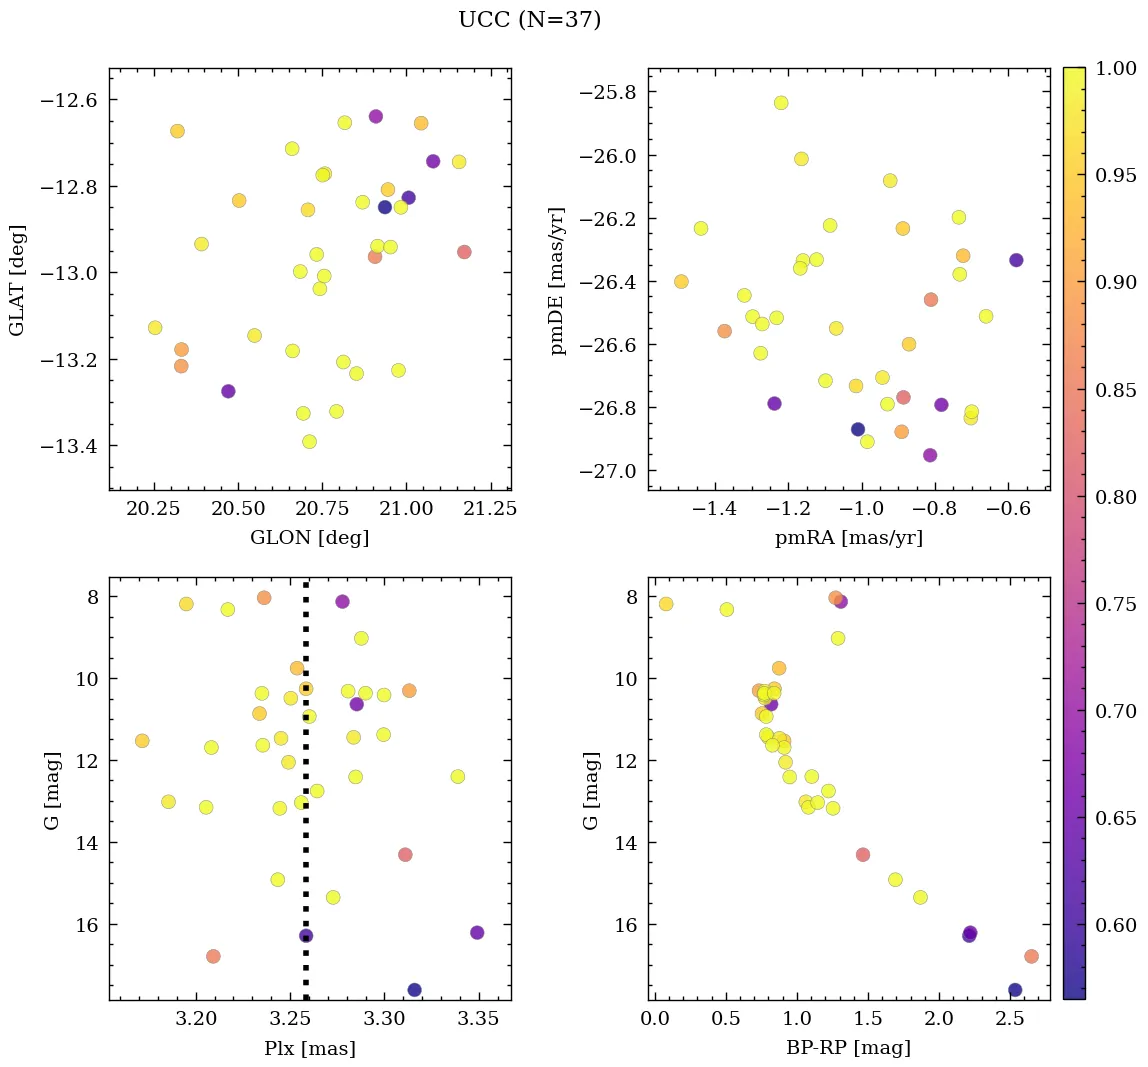 UCC (N=37)
−12.6
−12.8
−13.0
−13.2
−13.4
GLAT [deg]
20.25 20.50 20.75 21.00 21.25
GLON [deg]
−25.8
−26.0
−26.2
−26.4
−26.6
−26.8
−27.0
pmDE [mas/yr]
−1.4 −1.2 −1.0 −0.8 −0.6
pmRA [mas/yr]
8
10
12
14
16
G [mag]
3.20 3.25 3.30 3.35
Plx [mas]
8
10
12
14
16
G [mag]
0.0 0.5 1.0 1.5 2.0 2.5
BP-RP [mag]
1.00
0.95
0.90
0.85
0.80
0.75
0.70
0.65
0.60